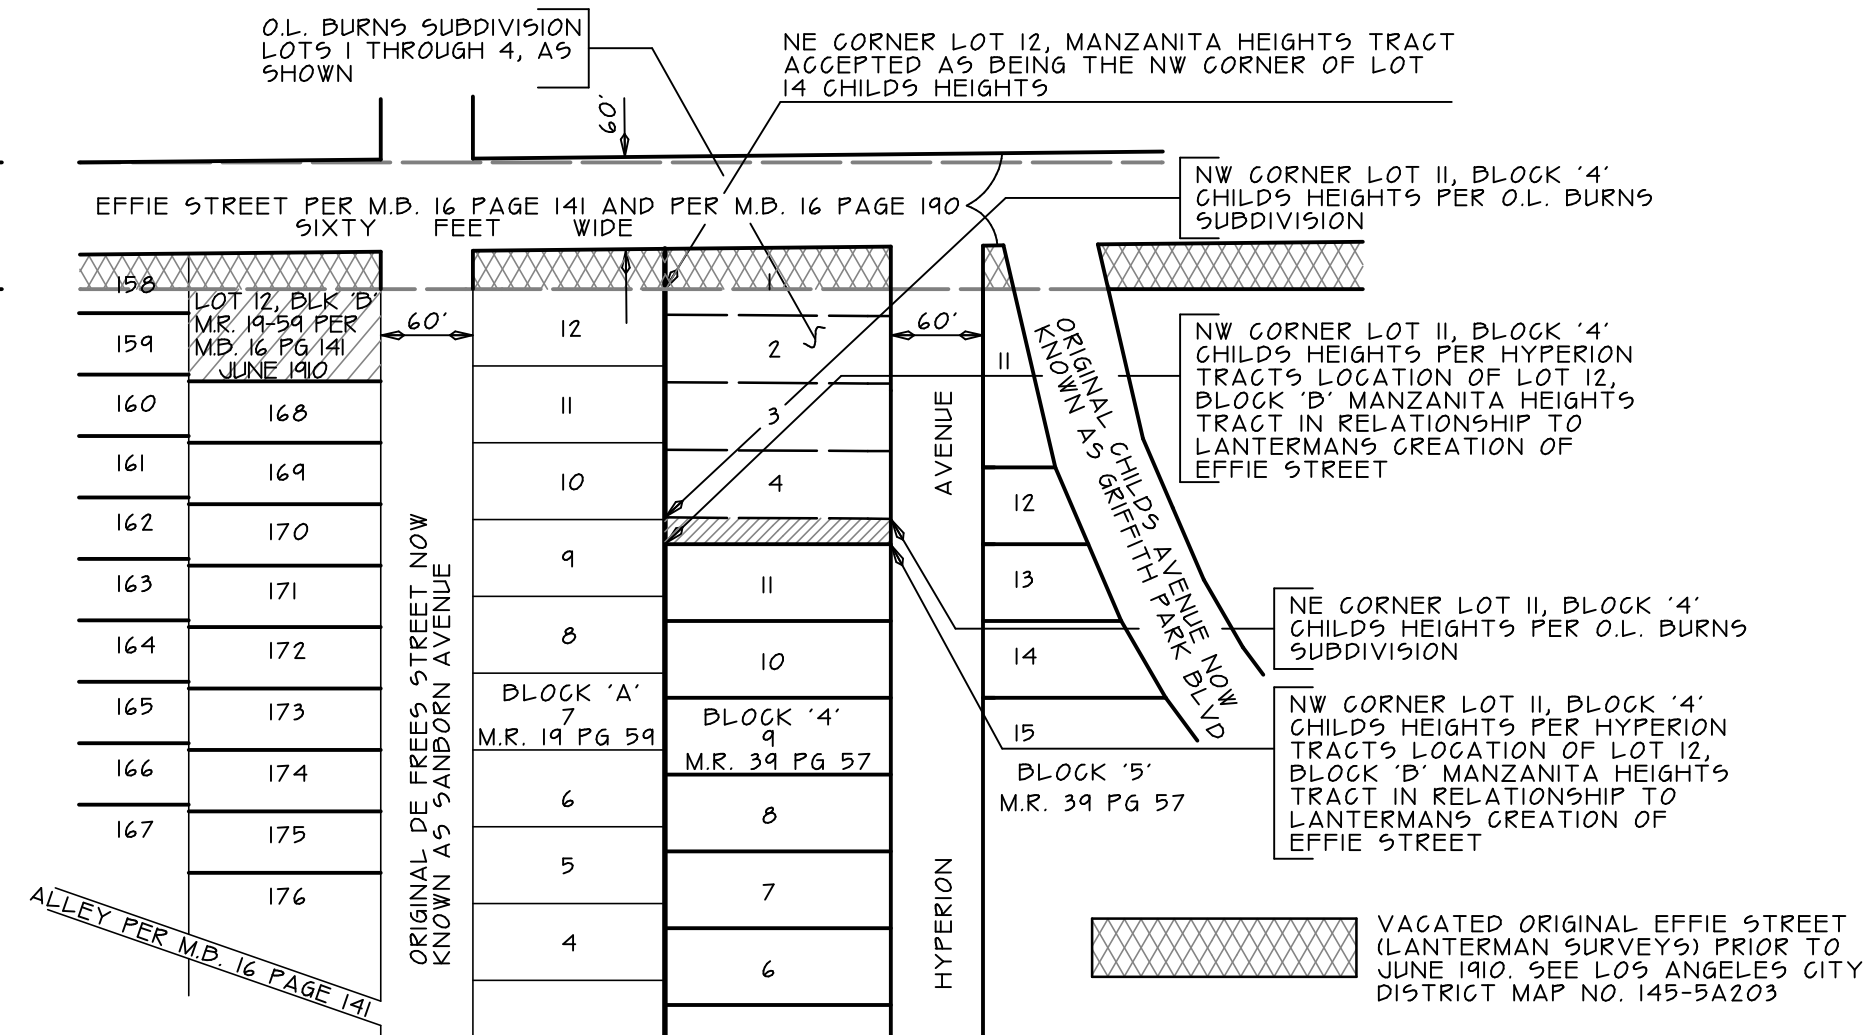 O.L. BURNS SUBDIVISION
LOTS 1 THROUGH 4, AS
SHOWN
NE CORNER LOT 12, MANZANITA HEIGHTS TRACT
ACCEPTED AS BEING THE NW CORNER OF LOT
14 CHILDS HEIGHTS
60'
EFFIE STREET PER M.B. 16 PAGE 141 AND PER M.B. 16 PAGE 190
SIXTY FEET WIDE
NW CORNER LOT 11, BLOCK '4'
CHILDS HEIGHTS PER O.L. BURNS
SUBDIVISION
158
159
160
161
162
163
164
165
166
167
LOT 12, BLK 'B'
M.R. 19-59 PER
M.B. 16 PG 141
JUNE 1910
168
169
170
171
172
173
174
175
176
ALLEY PER M.B. 16 PAGE 141
60'
ORIGINAL DE FREES STREET NOW
KNOWN AS SANBORN AVENUE
12
11
10
9
8
BLOCK 'A'
7
M.R. 19 PG 59
6
5
4
1
2
3
4
11
10
BLOCK '4'
9
M.R. 39 PG 57
8
7
6
60'
HYPERION AVENUE
11
12
13
14
15
BLOCK '5'
M.R. 39 PG 57
ORIGINAL CHILDS AVENUE NOW
KNOWN AS GRIFFITH PARK BLVD
NW CORNER LOT 11, BLOCK '4'
CHILDS HEIGHTS PER HYPERION
TRACTS LOCATION OF LOT 12,
BLOCK 'B' MANZANITA HEIGHTS
TRACT IN RELATIONSHIP TO
LANTERMANS CREATION OF
EFFIE STREET
NE CORNER LOT 11, BLOCK '4'
CHILDS HEIGHTS PER O.L. BURNS
SUBDIVISION
NW CORNER LOT 11, BLOCK '4'
CHILDS HEIGHTS PER HYPERION
TRACTS LOCATION OF LOT 12,
BLOCK 'B' MANZANITA HEIGHTS
TRACT IN RELATIONSHIP TO
LANTERMANS CREATION OF
EFFIE STREET
VACATED ORIGINAL EFFIE STREET
(LANTERMAN SURVEYS) PRIOR TO
JUNE 1910. SEE LOS ANGELES CITY
DISTRICT MAP NO. 145-5A203